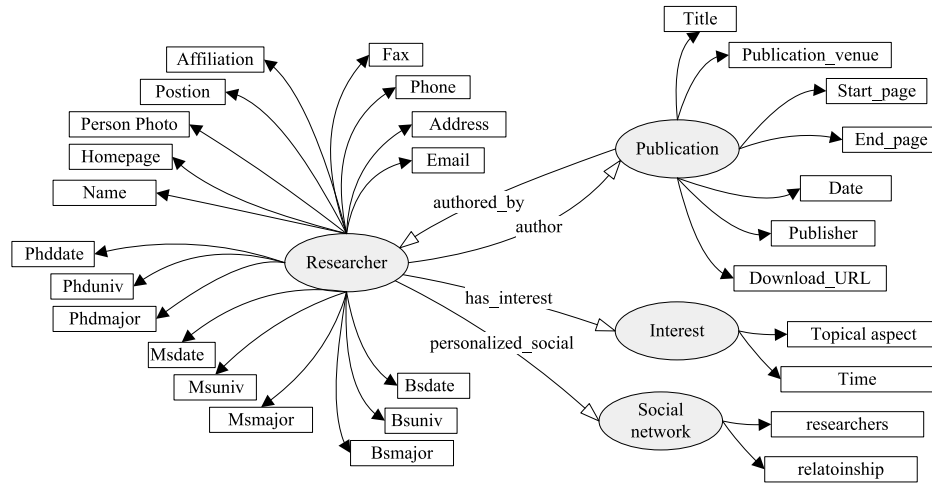 Title
Publication_venue
Start_page
End_page
Publication
Date
Publisher
Download_URL
Affiliation
Fax
Postion
Phone
Person Photo
Address
Homepage
Email
Name
authored_by
author
Researcher
Phddate
Phduniv
Phdmajor
Msdate
Msuniv
Msmajor
Bsdate
Bsuniv
Bsmajor
has_interest
Interest
Topical aspect
Time
personalized_social
Social
network
researchers
relatoinship